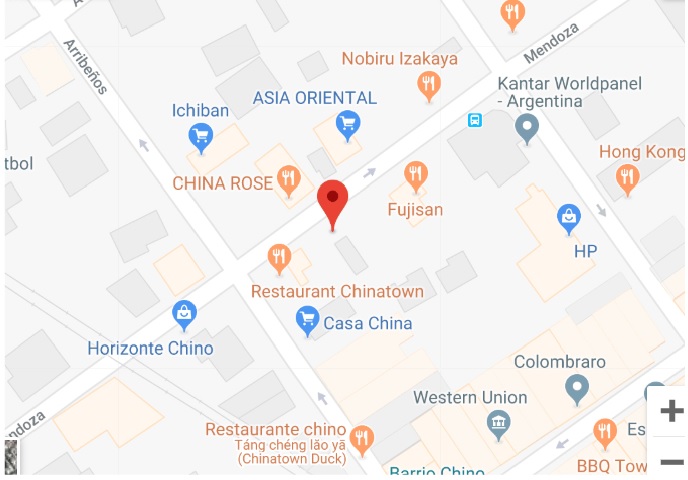 Mendoza
Arribeños
Nobiru Izakaya
Kantar Worldpanel
- Argentina
ASIA ORIENTAL
Ichiban
tbol
Hong Kong
CHINA ROSE
Fujisan
HP
Restaurant Chinatown
Casa China
Horizonte Chino
Colombraro
Western Union
ndoza
Restaurante chino
Táng chéng lão yā
(Chinatown Duck)
Es
BBQ Tow
Barrio Chino
+
−